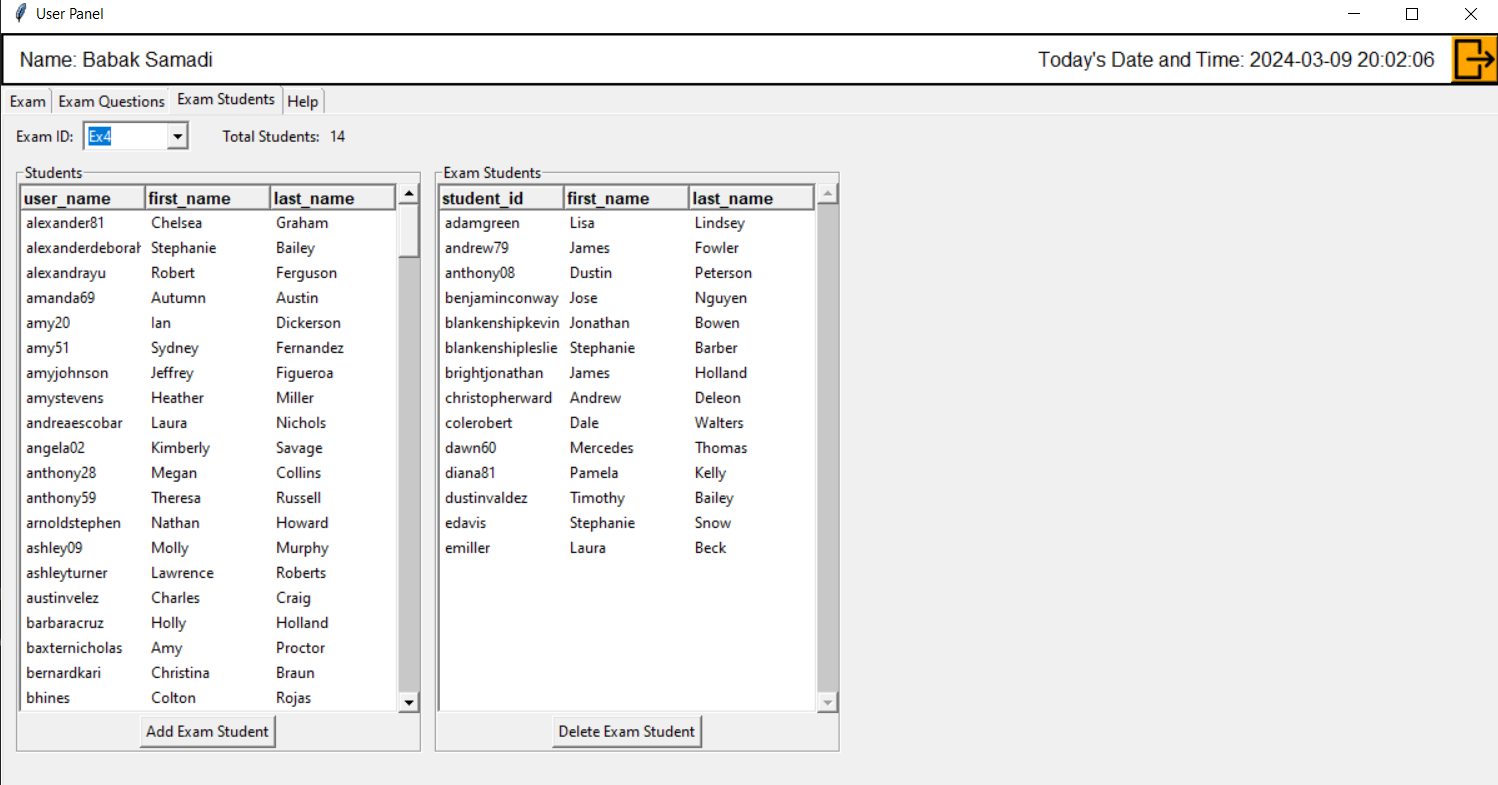 User Panel
Name: Babak Samadi Today's Date and Time: 2024-03-09 20:02:06
Exam Exam Questions Exam Students Help
Exam ID: Ex4 Total Students: 14
Students
user_name first_name last_name
alexander81 Chelsea Graham
alexanderdeborah Stephanie Bailey
alexandrayu Robert Ferguson
amanda69 Autumn Austin
amy20 Ian Dickerson
amy51 Sydney Fernandez
amyjohnson Jeffrey Figueroa
amystevens Heather Miller
andreaescobar Laura Nichols
angela02 Kimberly Savage
anthony28 Megan Collins
anthony59 Theresa Russell
arnoldstephen Nathan Howard
ashley09 Molly Murphy
ashleyturner Lawrence Roberts
austinvelez Charles Craig
barbaracruz Holly Holland
baxternicholas Amy Proctor
bernardkari Christina Braun
bhines Colton Rojas
Add Exam Student
Exam Students
student_id first_name last_name
adamgreen Lisa Lindsey
andrew79 James Fowler
anthony08 Dustin Peterson
benjaminconway Jose Nguyen
blankenshipkevin Jonathan Bowen
blankenshipleslie Stephanie Barber
brightjonathan James Holland
christopherward Andrew Deleon
colerobert Dale Walters
dawn60 Mercedes Thomas
diana81 Pamela Kelly
dustinvaldez Timothy Bailey
edavis Stephanie Snow
emiller Laura Beck
Delete Exam Student